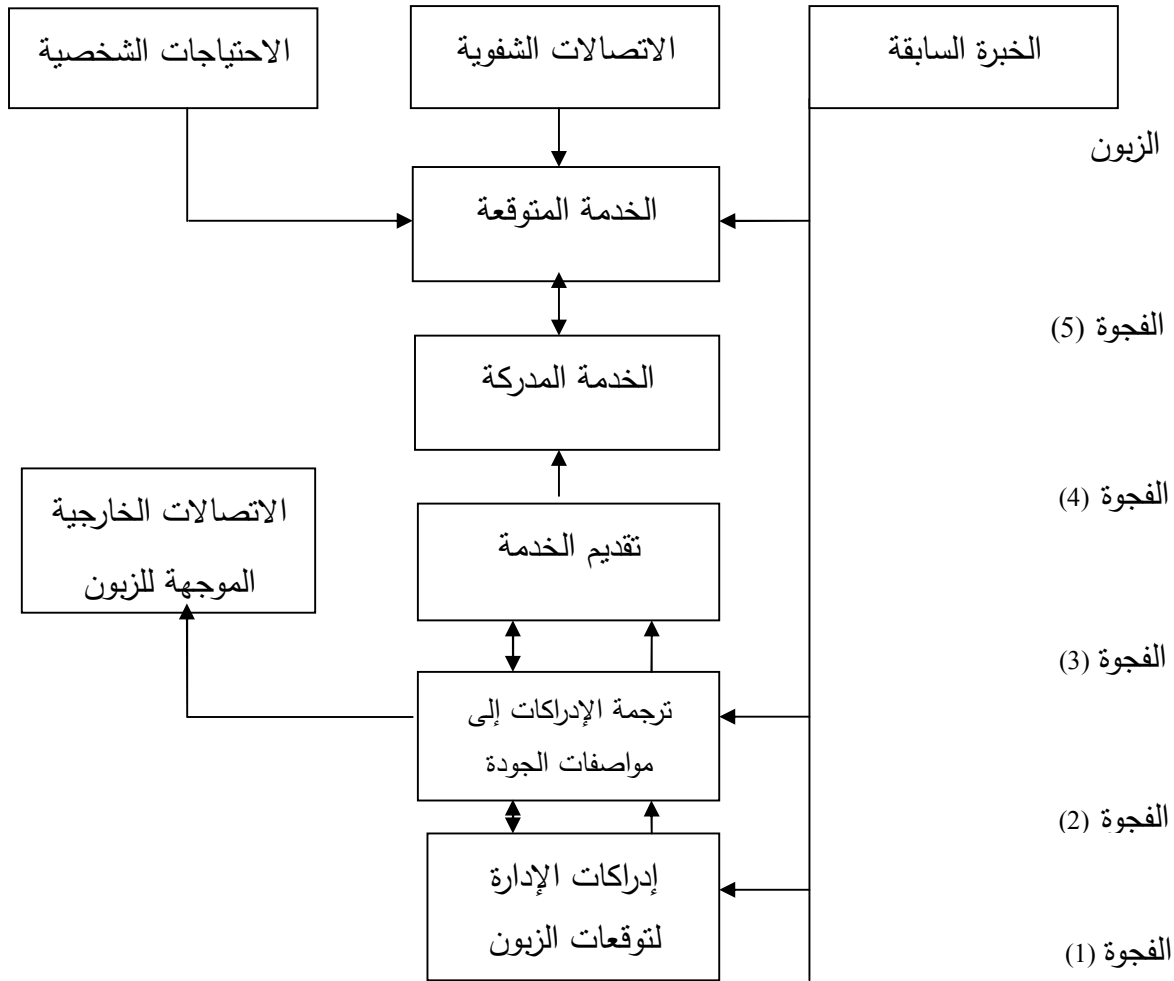 الخبرة السابقة
الاتصالات الشفوية
الاحتياجات الشخصية
الزبون
الخدمة المتوقعة
الفجوة (5)
الخدمة المدركة
الفجوة (4)
الاتصالات الخارجية
الموجهة للزبون
تقديم الخدمة
الفجوة (3)
ترجمة الإدراكات إلى
مواصفات الجودة
الفجوة (2)
إدراكات الإدارة
لتوقعات الزبون
الفجوة (1)